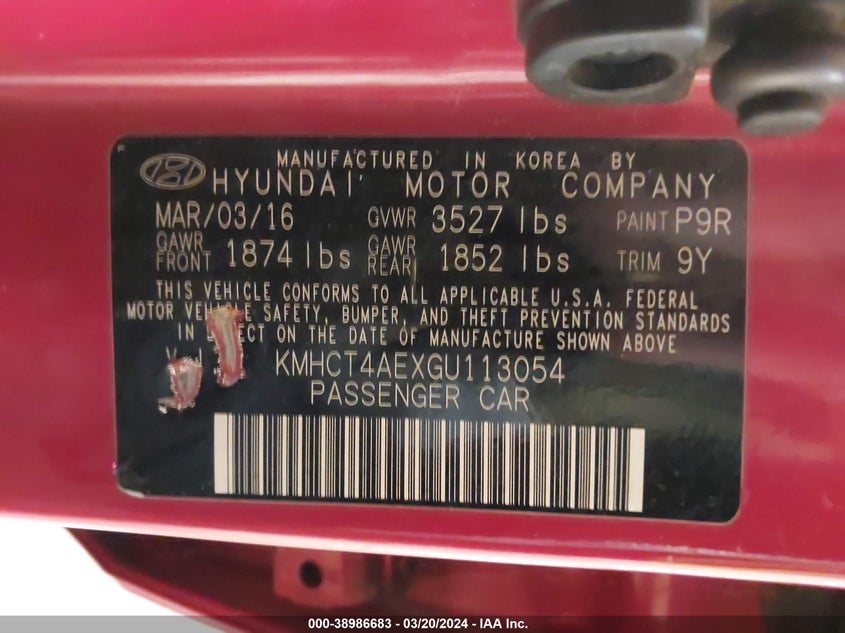 MANUFACTURED IN KOREA BY
HYUNDAI MOTOR COMPANY
MAR/03/16 GVWR 3527 lbs PAINT P9R
GAWR FRONT 1874 lbs GAWR REAR 1852 lbs TRIM 9Y
THIS VEHICLE CONFORMS TO ALL APPLICABLE U.S.A. FEDERAL
MOTOR SAFETY, BUMPER, AND THEFT PREVENTION STANDARDS
IN ON THE DATE OF MANUFACTURE SHOWN ABOVE
KMHCT4AEXGU113054
PASSENGER CAR
000-38986683 - 03/20/2024 - IAA Inc.